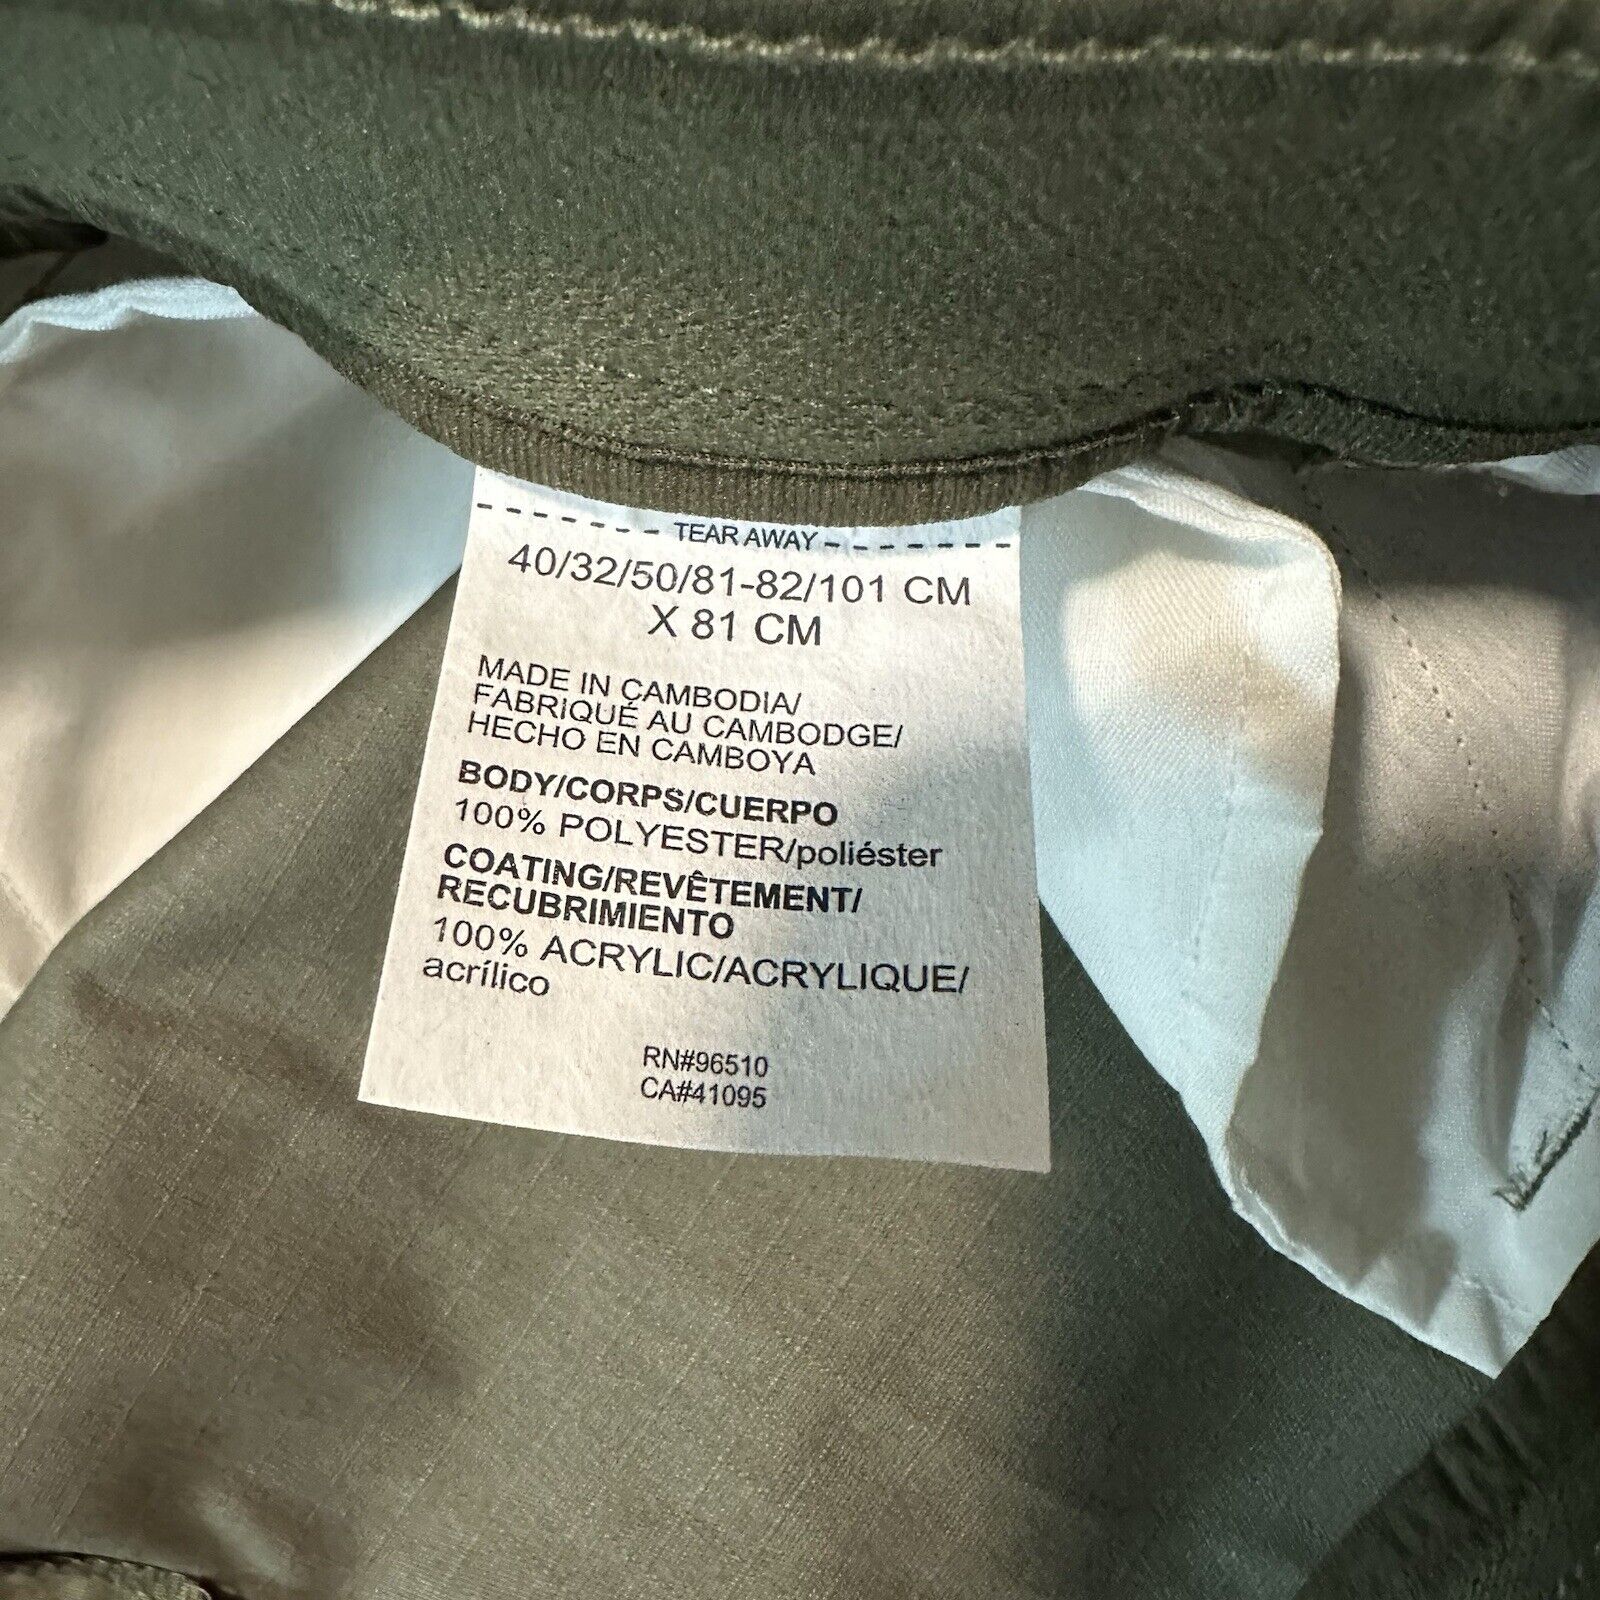 TEAR AWAY
40/32/50/81-82/101 CM
X 81 CM
MADE IN CAMBODIA/
FABRIQUÉ AU CAMBODGE/
HECHO EN CAMBOYA
BODY/CORPS/CUERPO
100% POLYESTER/poliéster
COATING/REVÊTEMENT/
RECUBRIMIENTO
100% ACRYLIC/ACRYLIQUE/
acrílico
RN#96510
CA#41095